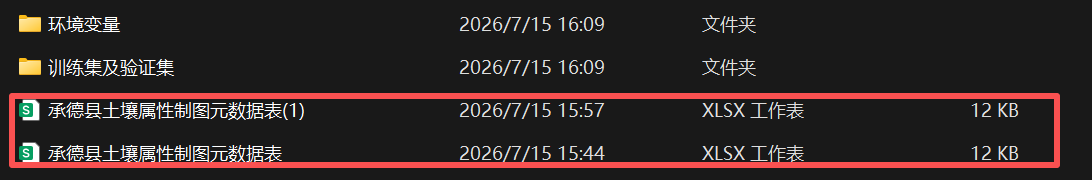 环境变量 2026/7/15 16:09 文件夹
训练集及验证集 2026/7/15 16:09 文件夹
S 承德县土壤属性制图元数据表(1) 2026/7/15 15:57 XLSX 工作表 12 KB
S 承德县土壤属性制图元数据表 2026/7/15 15:44 XLSX 工作表 12 KB